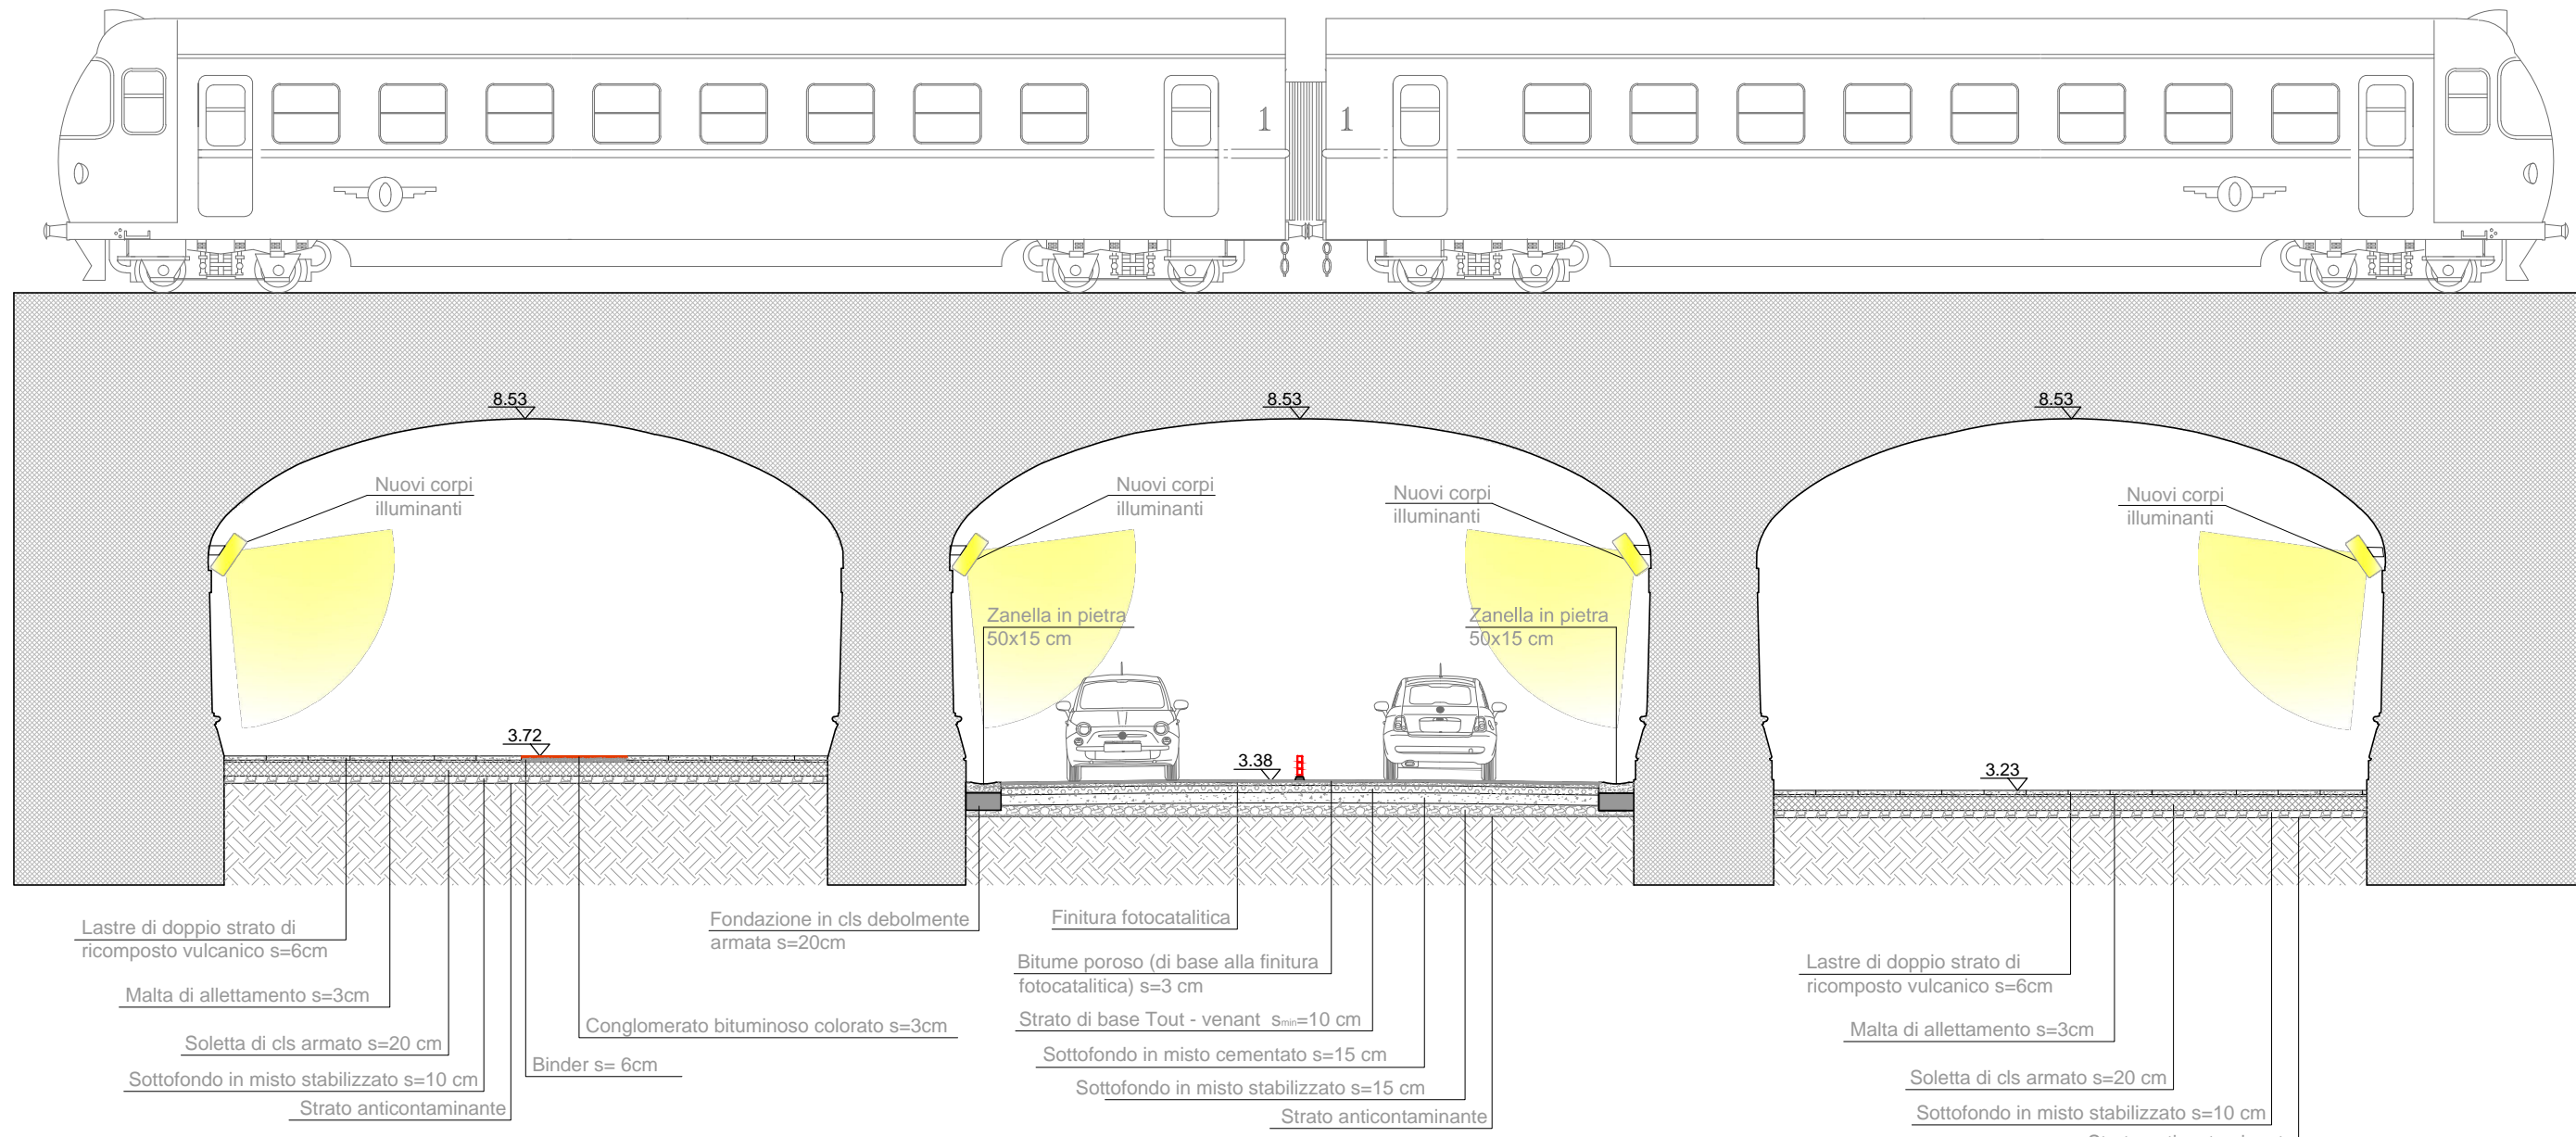 1 1
8.53 8.53 8.53
Nuovi corpi
illuminanti
Nuovi corpi
illuminanti
Nuovi corpi
illuminanti
Nuovi corpi
illuminanti
Zanella in pietra
50x15 cm
Zanella in pietra
50x15 cm
3.72
3.38
3.23
Lastre di doppio strato di
ricomposto vulcanico s=6cm
Malta di allettamento s=3cm
Soletta di cls armato s=20 cm
Sottofondo in misto stabilizzato s=10 cm
Strato anticontaminante
Conglomerato bituminoso colorato s=3cm
Binder s= 6cm
Fondazione in cls debolmente
armata s=20cm
Finitura fotocatalitica
Bitume poroso (di base alla finitura
fotocatalitica) s=3 cm
Strato di base Tout - venant smin=10 cm
Sottofondo in misto cementato s=15 cm
Sottofondo in misto stabilizzato s=15 cm
Strato anticontaminante
Lastre di doppio strato di
ricomposto vulcanico s=6cm
Malta di allettamento s=3cm
Soletta di cls armato s=20 cm
Sottofondo in misto stabilizzato s=10 cm